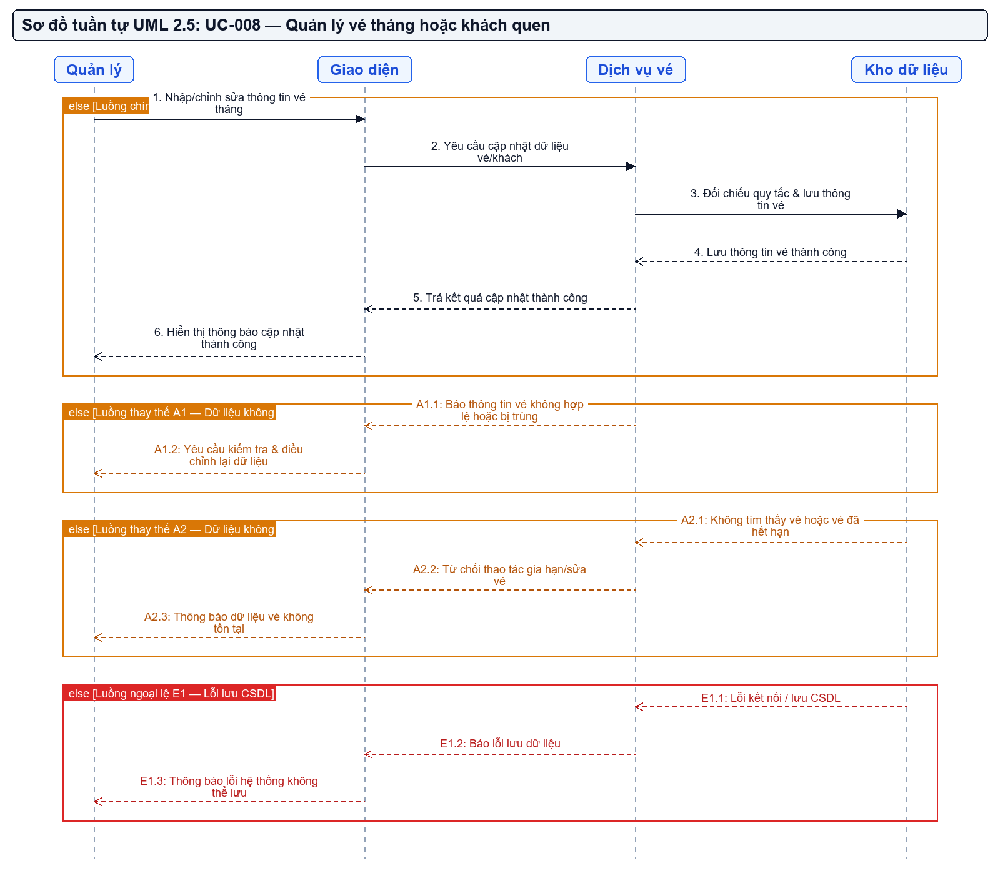 Sơ đồ tuần tự UML 2.5: UC-008 — Quản lý vé tháng hoặc khách quen
Quản lý
Giao diện
Dịch vụ vé
Kho dữ liệu
else [Luồng chín
1. Nhập/chỉnh sửa thông tin vé
tháng
2. Yêu cầu cập nhật dữ liệu
vé/khách
3. Đối chiếu quy tắc & lưu thông
tin vé
4. Lưu thông tin vé thành công
5. Trả kết quả cập nhật thành công
6. Hiển thị thông báo cập nhật
thành công
else [Luồng thay thế A1 — Dữ liệu không
A1.1: Báo thông tin vé không hợp
lệ hoặc bị trùng
A1.2: Yêu cầu kiểm tra & điều
chỉnh lại dữ liệu
else [Luồng thay thế A2 — Dữ liệu không
A2.1: Không tìm thấy vé hoặc vé đã
hết hạn
A2.2: Từ chối thao tác gia hạn/sửa
vé
A2.3: Thông báo dữ liệu vé không
tồn tại
else [Luồng ngoại lệ E1 — Lỗi lưu CSDL]
E1.1: Lỗi kết nối / lưu CSDL
E1.2: Báo lỗi lưu dữ liệu
E1.3: Thông báo lỗi hệ thống không
thể lưu